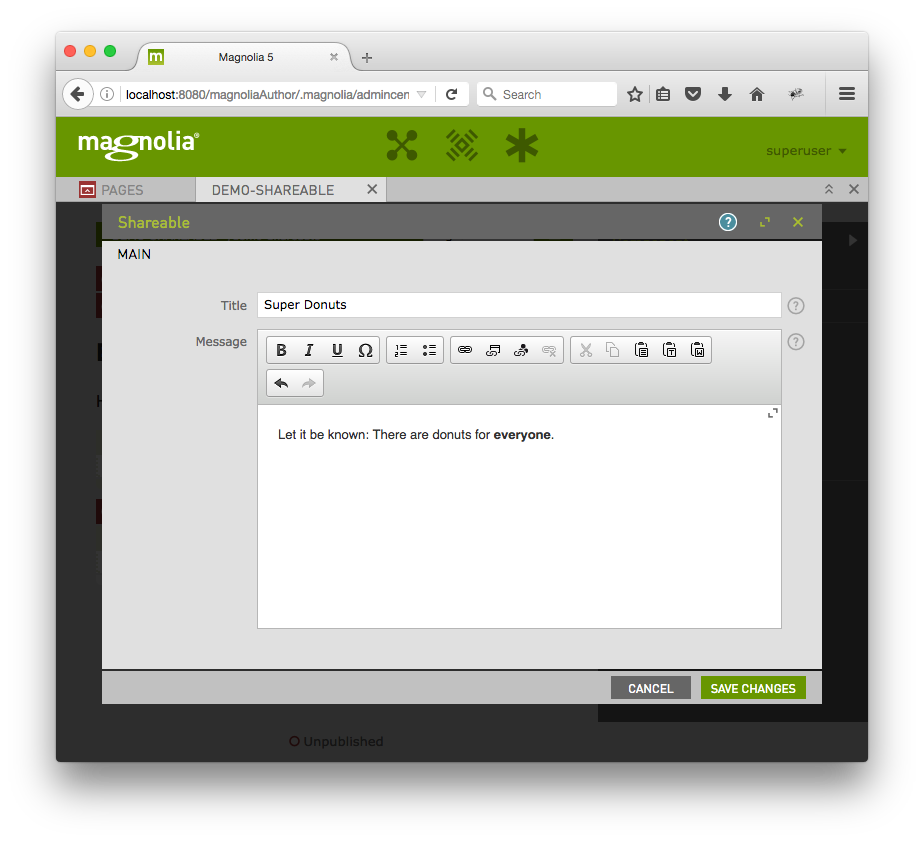 Magnolia 5
localhost:8080/magnoliaAuthor/.magnolia/admincen
Search
magnolia®
superuser
PAGES
DEMO-SHAREABLE
Shareable
MAIN
Title
Super Donuts
Message
B I U Ω
Let it be known: There are donuts for everyone.
CANCEL
SAVE CHANGES
Unpublished